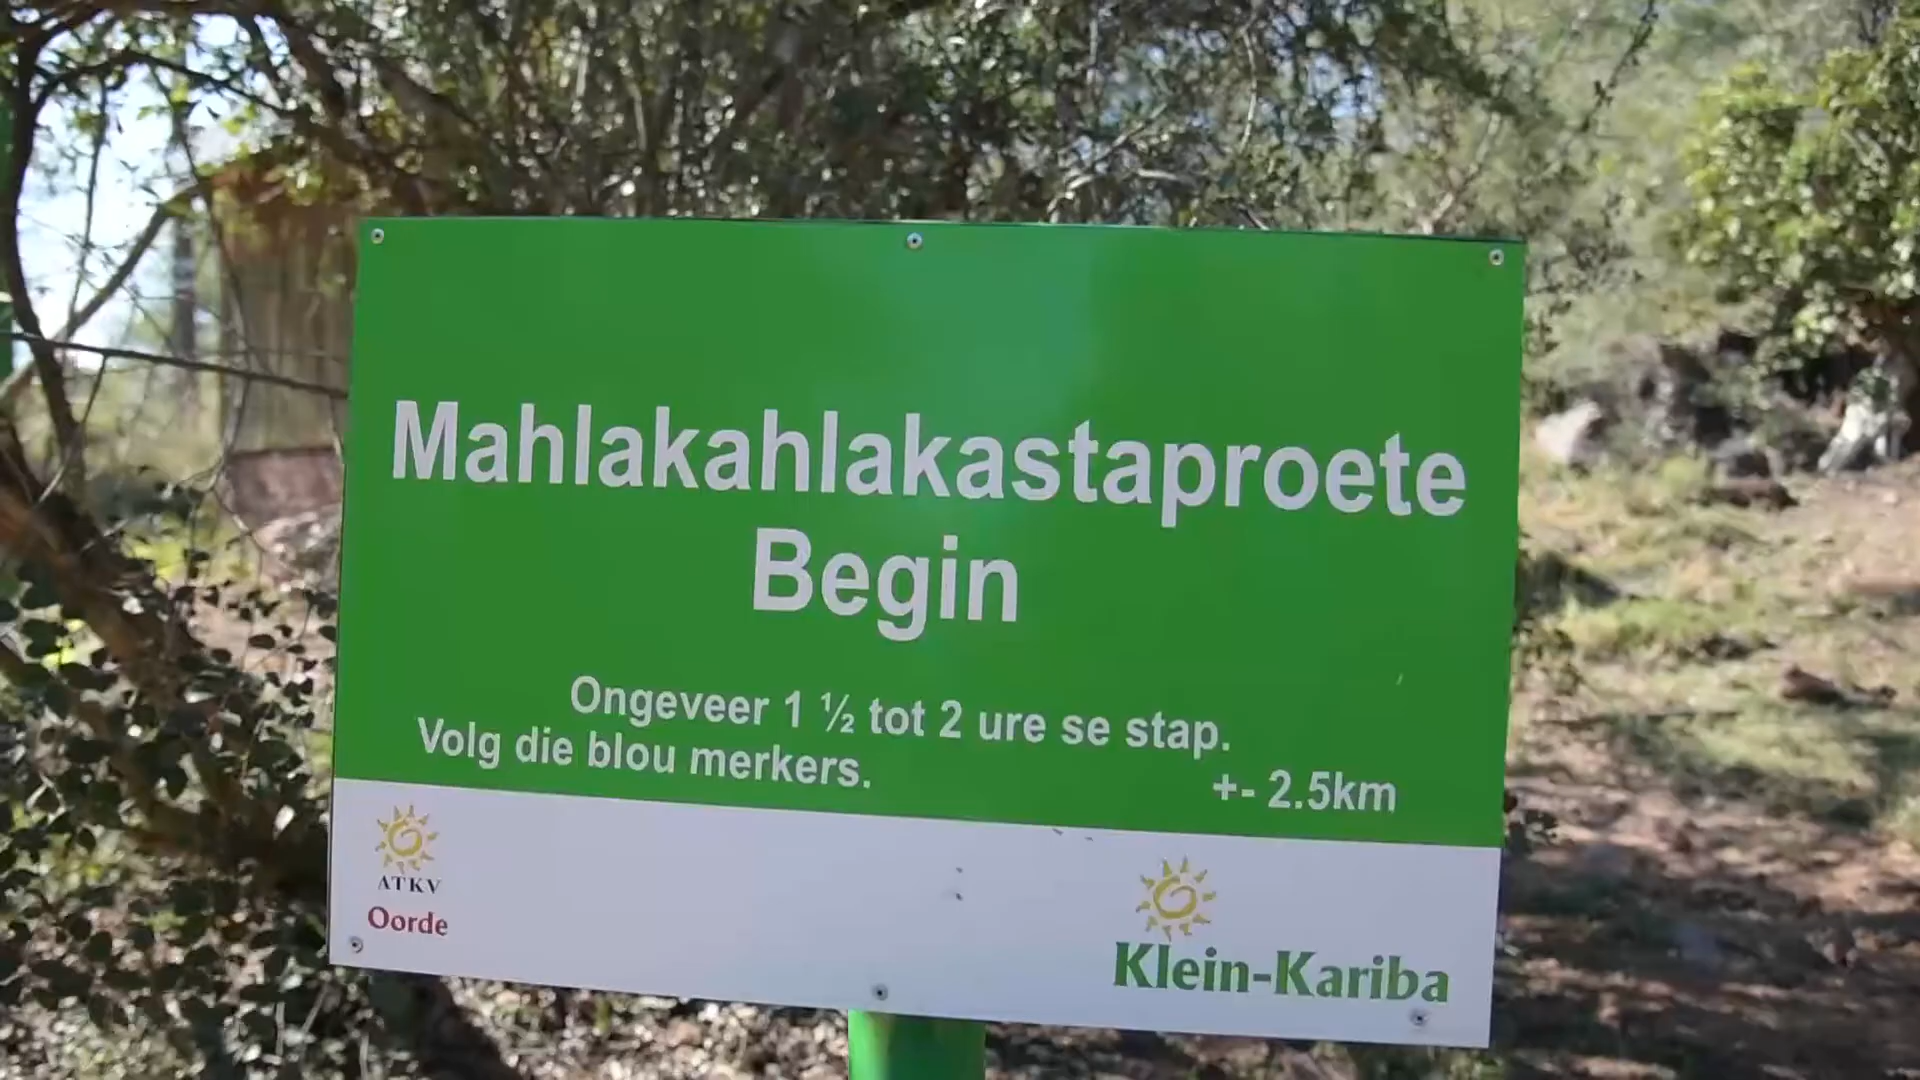 Mahlakahlakastaproete
Begin
Ongeveer 1 ½ tot 2 ure se stap.
Volg die blou merkers.
+- 2.5km
ATKV
Oorde
Klein-Kariba